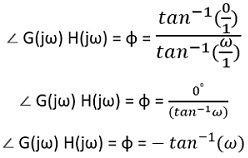 ∠ G(jω) H(jω) = ϕ = tan⁻¹(0/1) / tan⁻¹(ω/1)
∠ G(jω) H(jω) = ϕ = 0° / (tan⁻¹ω)
∠ G(jω) H(jω) = ϕ = − tan⁻¹(ω)